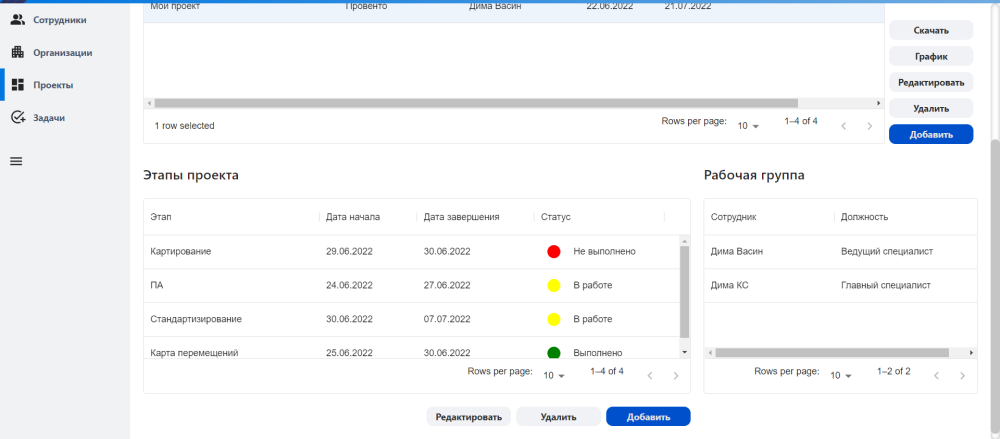 Мой проект Провенто Дима Васин 22.06.2022 21.07.2022
Сотрудники
Организации
Проекты
Задачи
Скачать
График
Редактировать
Удалить
Добавить
1 row selected
Rows per page: 10 1–4 of 4
Этапы проекта
Этап Дата начала Дата завершения Статус
Картирование 29.06.2022 30.06.2022 Не выполнено
ПА 24.06.2022 27.06.2022 В работе
Стандартизирование 30.06.2022 07.07.2022 В работе
Карта перемещений 25.06.2022 30.06.2022 Выполнено
Rows per page: 10 1–4 of 4
Редактировать Удалить Добавить
Рабочая группа
Сотрудник Должность
Дима Васин Ведущий специалист
Дима КС Главный специалист
Rows per page: 10 1–2 of 2